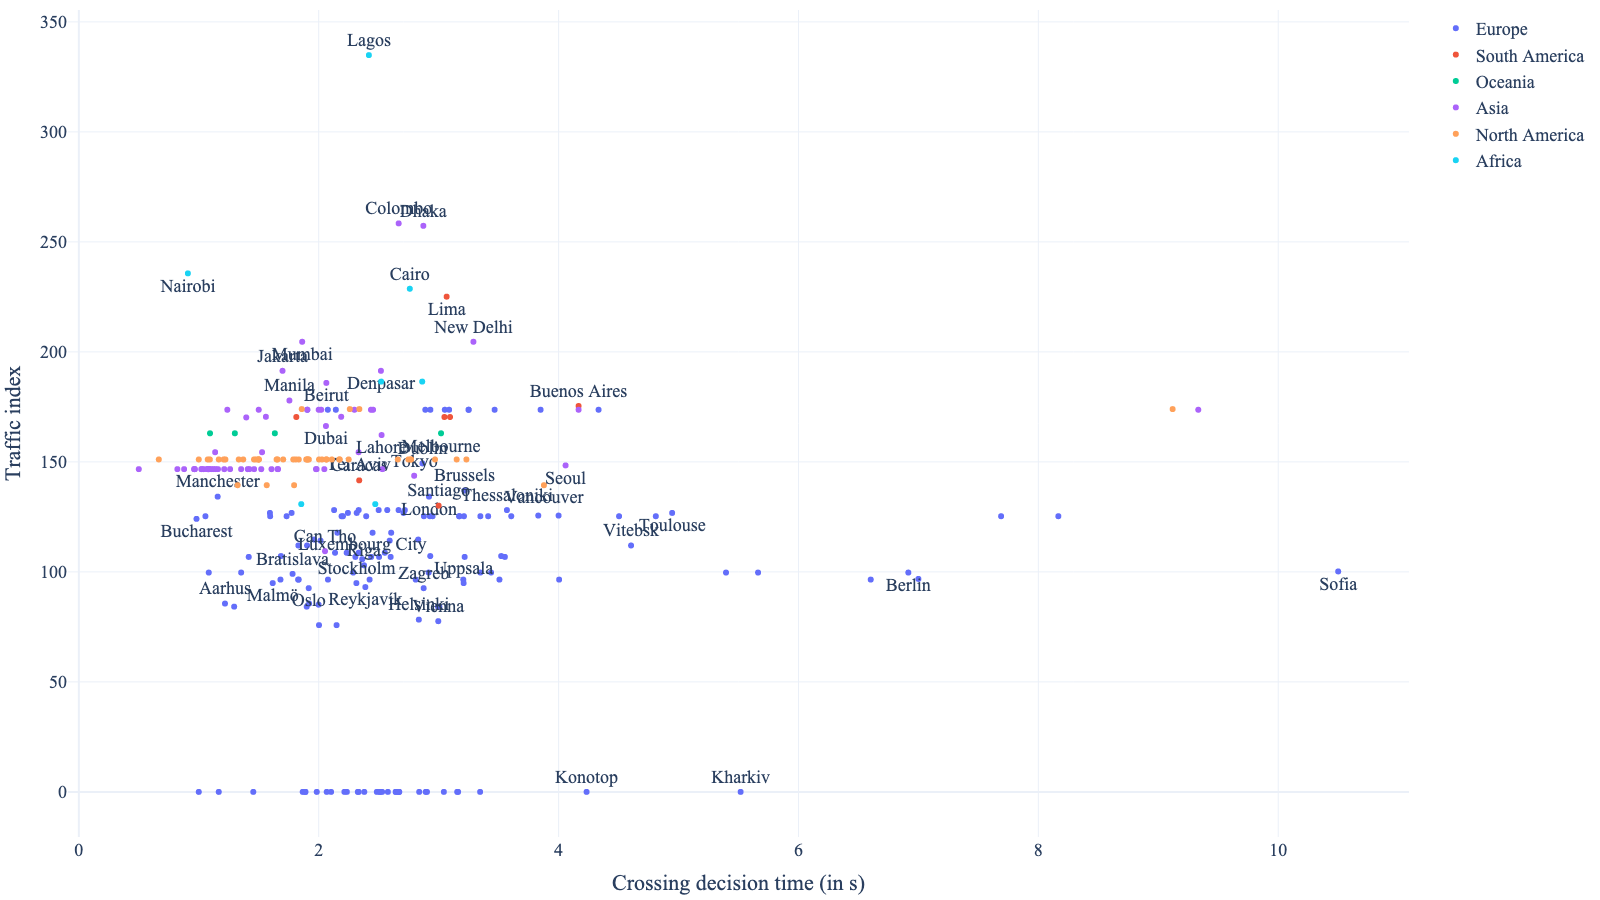 350
Lagos
Europe
South America
Oceania
Asia
North America
Africa
300
Colombo
Dhaka
250
Cairo
Nairobi
Lima
New Delhi
200
Jakarta
Mumbai
Manila
Denpasar
Beirut
Buenos Aires
Dubai
Lahore
Dublin
Melbourne
150
Tel Aviv
Caracas
Tokyo
Manchester
Brussels
Seoul
Santiago
Thessaloniki
Vancouver
London
Bucharest
Toulouse
Vitebsk
Can Tho
Luxembourg City
Riga
Bratislava
100
Stockholm
Zagreb
Uppsala
Berlin
Sofia
Aarhus
Malmö
Oslo
Reykjavík
Helsinki
Vienna
50
Konotop
Kharkiv
0
0
2
4
6
8
10
Crossing decision time (in s)
Traffic index